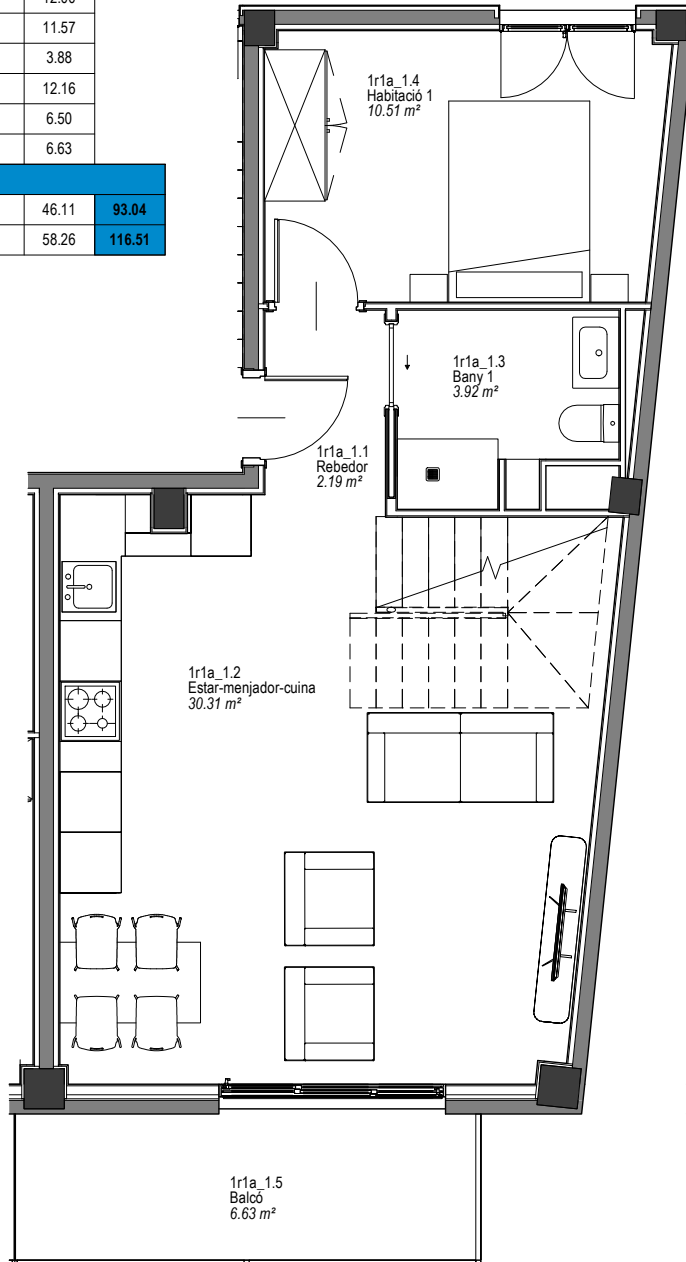 11.57
3.88
12.16
6.50
6.63
46.11 93.04
58.26 116.51
1r1a_1.4
Habitació 1
10.51 m²
1r1a_1.3
Bany 1
3.92 m²
1r1a_1.1
Rebedor
2.19 m²
1r1a_1.2
Estar-menjador-cuina
30.31 m²
1r1a_1.5
Balcó
6.63 m²